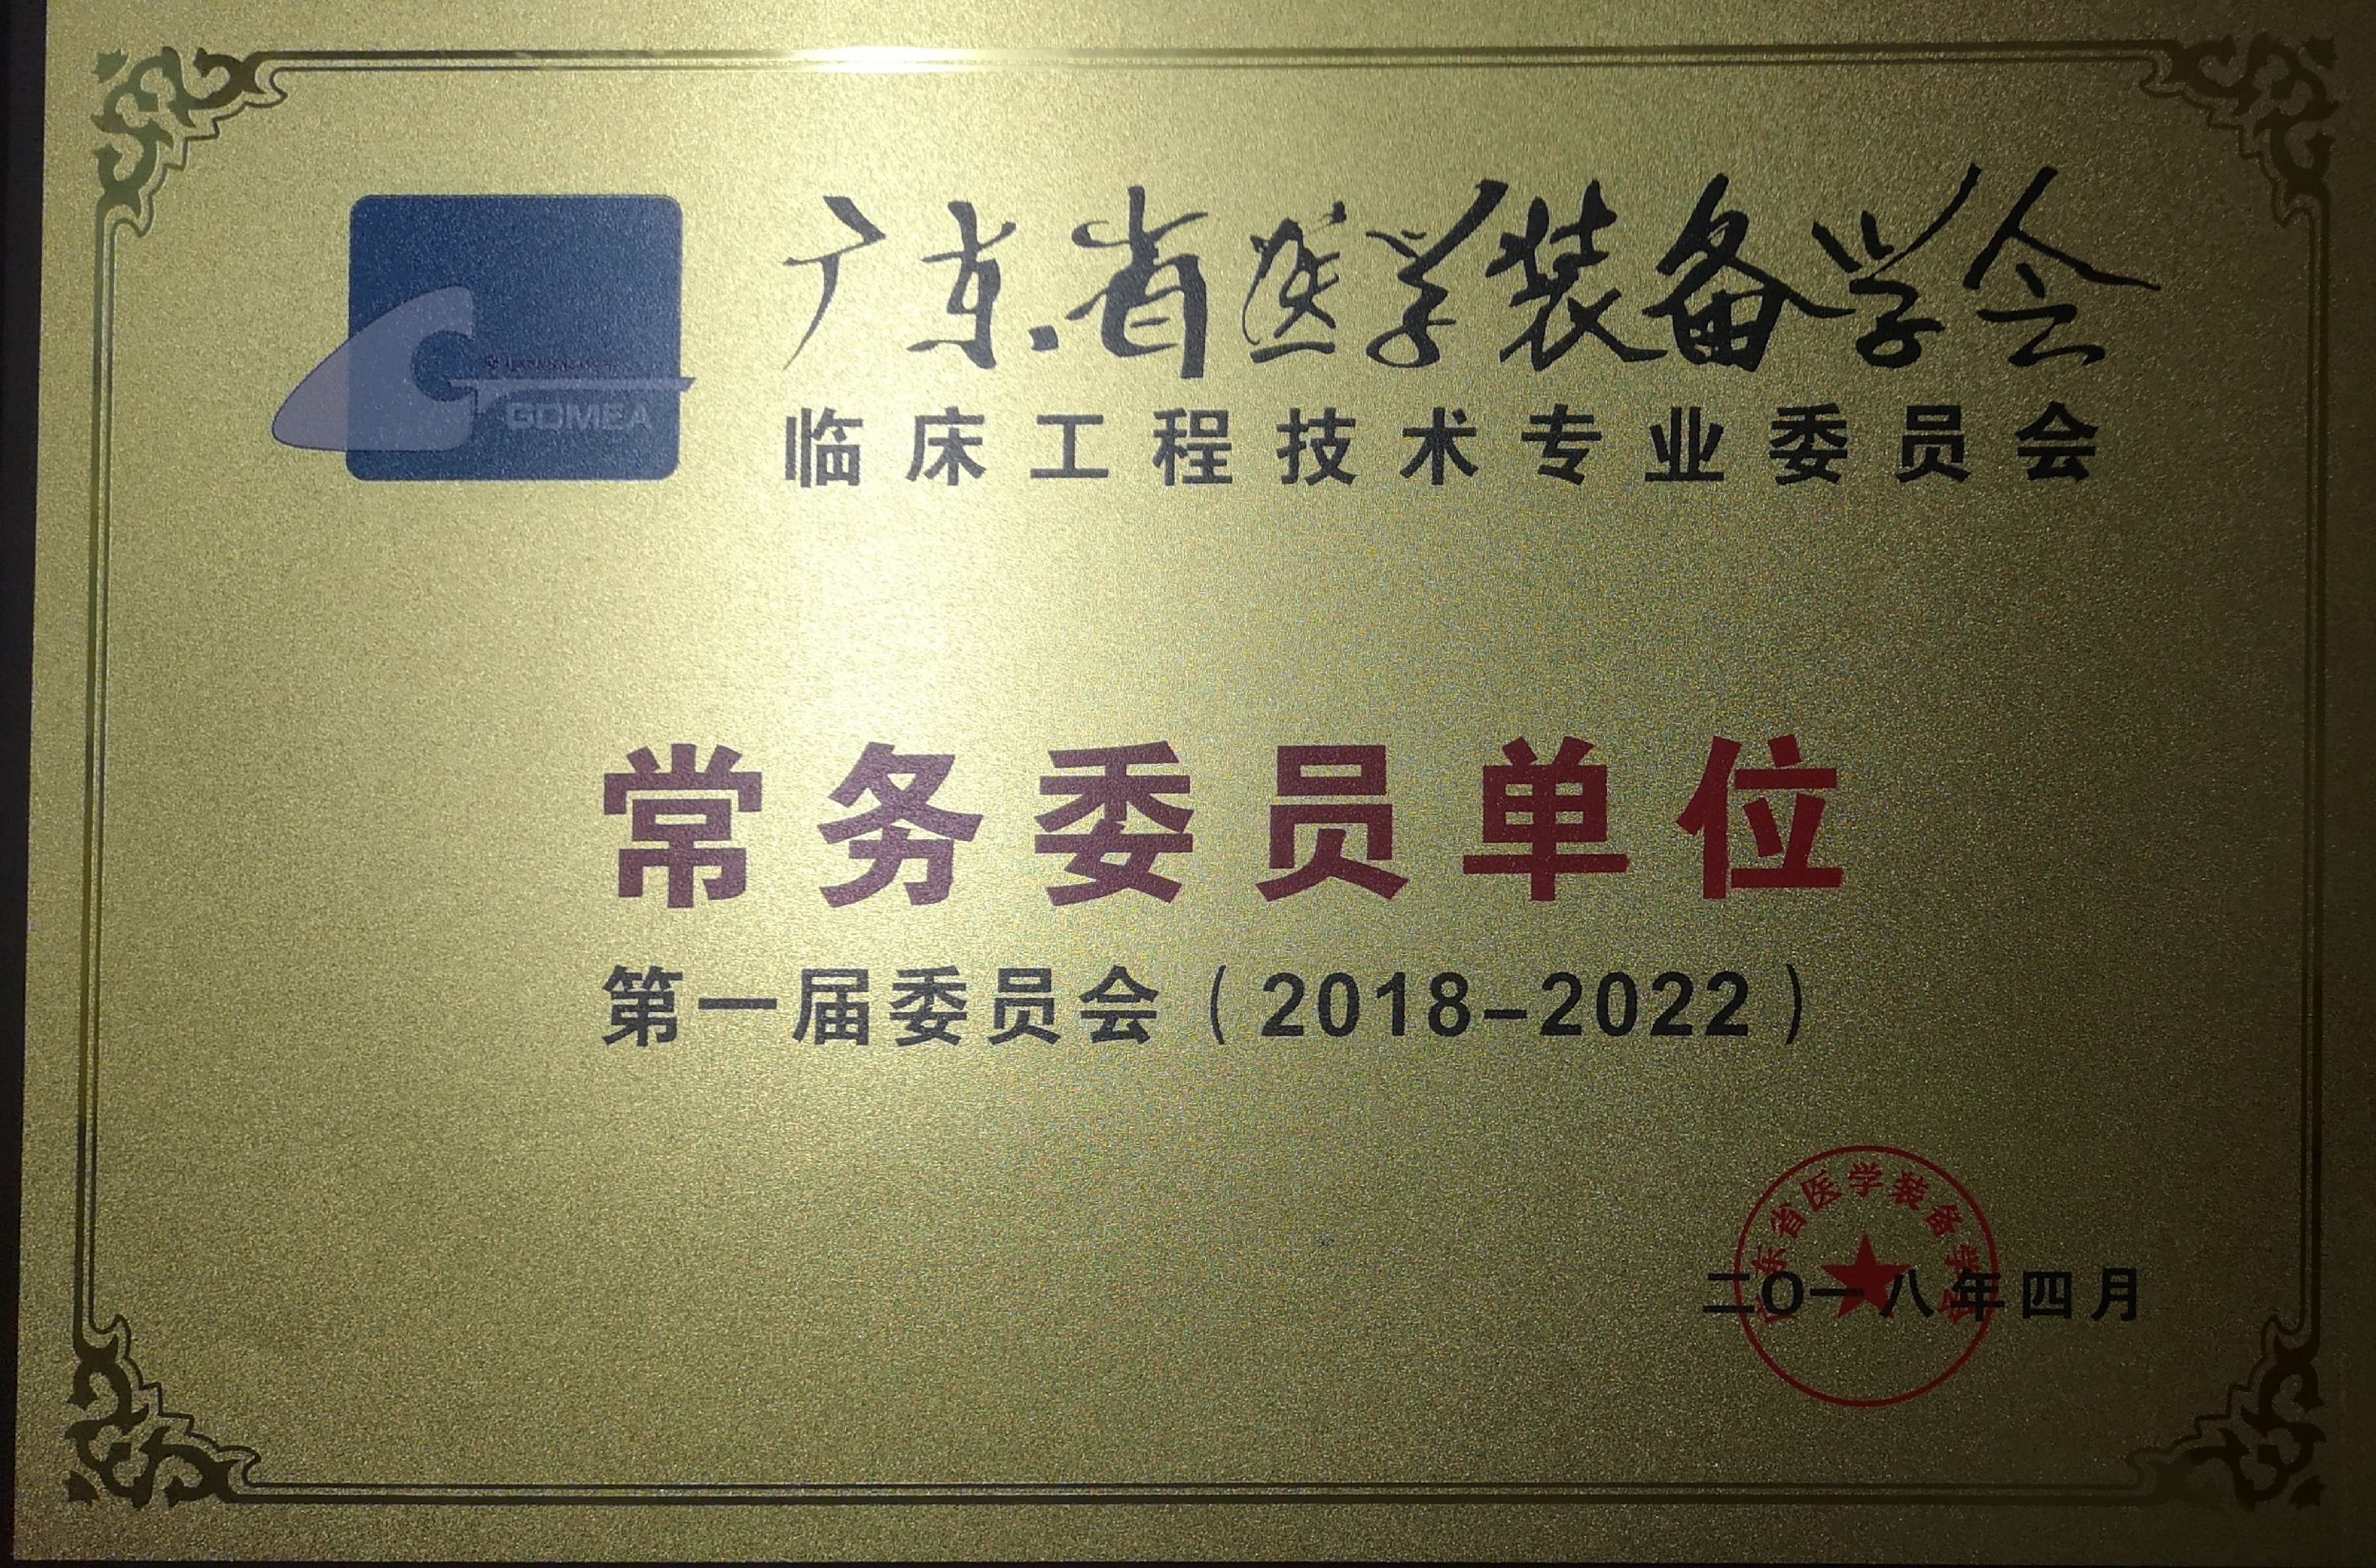 广东省医学装备学会
GDMEA
临床工程技术专业委员会
常务委员单位
第一届委员会（2018-2022）
广东省医学装备学会
二〇一八年四月